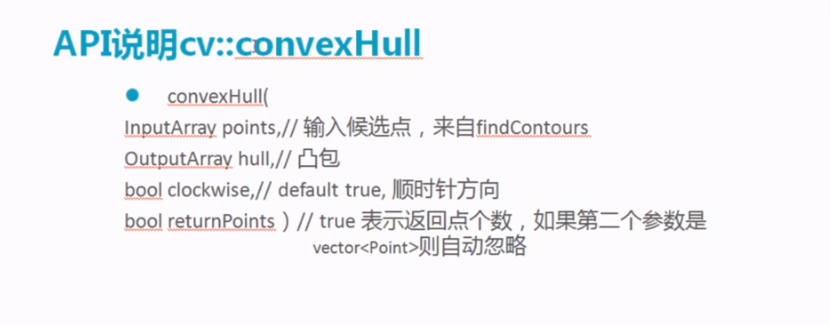 API说明cv::convexHull
● convexHull(
InputArray points,// 输入候选点，来自findContours
OutputArray hull,// 凸包
bool clockwise,// default true, 顺时针方向
bool returnPoints ) // true 表示返回点个数，如果第二个参数是
vector<Point>则自动忽略